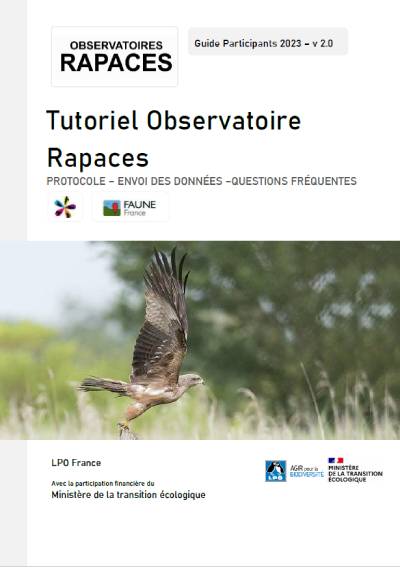 OBSERVATOIRES
RAPACES
Guide Participants 2023 – v 2.0
Tutoriel Observatoire
Rapaces
PROTOCOLE – ENVOI DES DONNÉES –QUESTIONS FRÉQUENTES
FAUNE
France
LPO France
Avec la participation financière du
Ministère de la transition écologique
LPO
AGIR pour la
BIODIVERSITÉ
MINISTÈRE
DE LA TRANSITION
ÉCOLOGIQUE